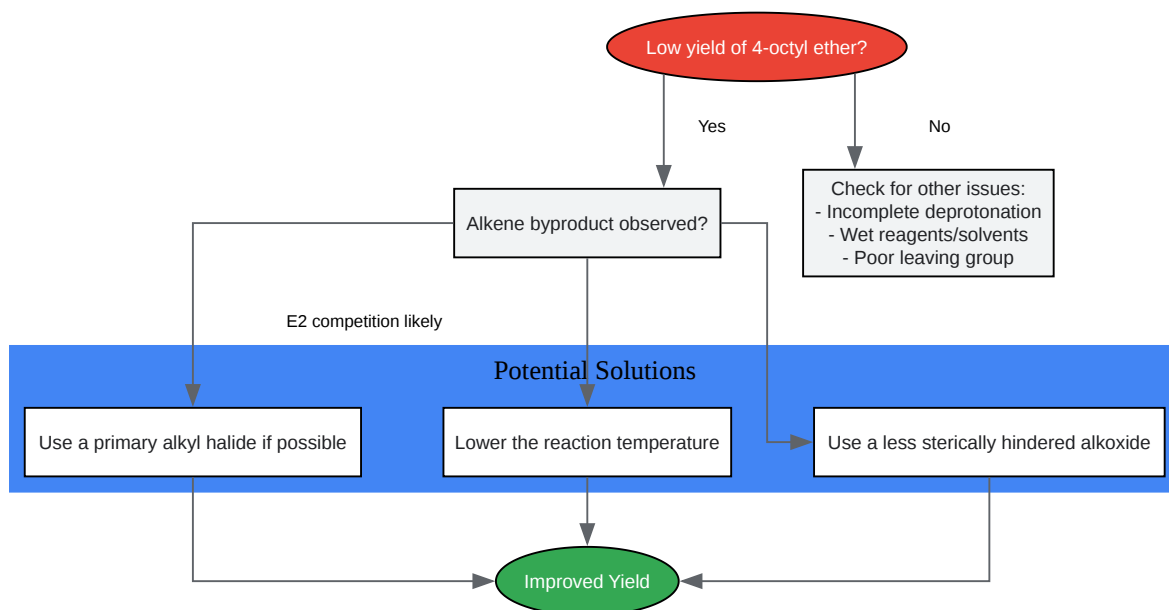 Low yield of 4-octyl ether?
Yes
No
Check for other issues:
- Incomplete deprotonation
- Wet reagents/solvents
- Poor leaving group
Alkene byproduct observed?
E2 competition likely
Potential Solutions
Use a primary alkyl halide if possible
Lower the reaction temperature
Use a less sterically hindered alkoxide
Improved Yield